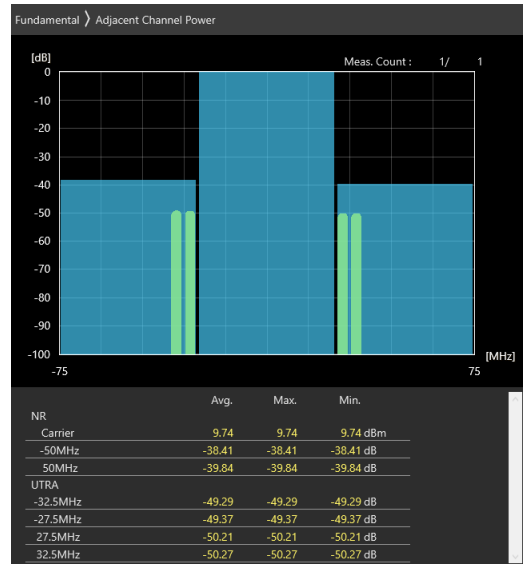 Fundamental 〉 Adjacent Channel Power
[dB]
Meas. Count : 1/ 1
0
-10
-20
-30
-40
-50
-60
-70
-80
-90
-100
[MHz]
-75 75
Avg. Max. Min.
NR
Carrier 9.74 9.74 9.74 dBm
-50MHz -38.41 -38.41 -38.41 dB
50MHz -39.84 -39.84 -39.84 dB
UTRA
-32.5MHz -49.29 -49.29 -49.29 dB
-27.5MHz -49.37 -49.37 -49.37 dB
27.5MHz -50.21 -50.21 -50.21 dB
32.5MHz -50.27 -50.27 -50.27 dB